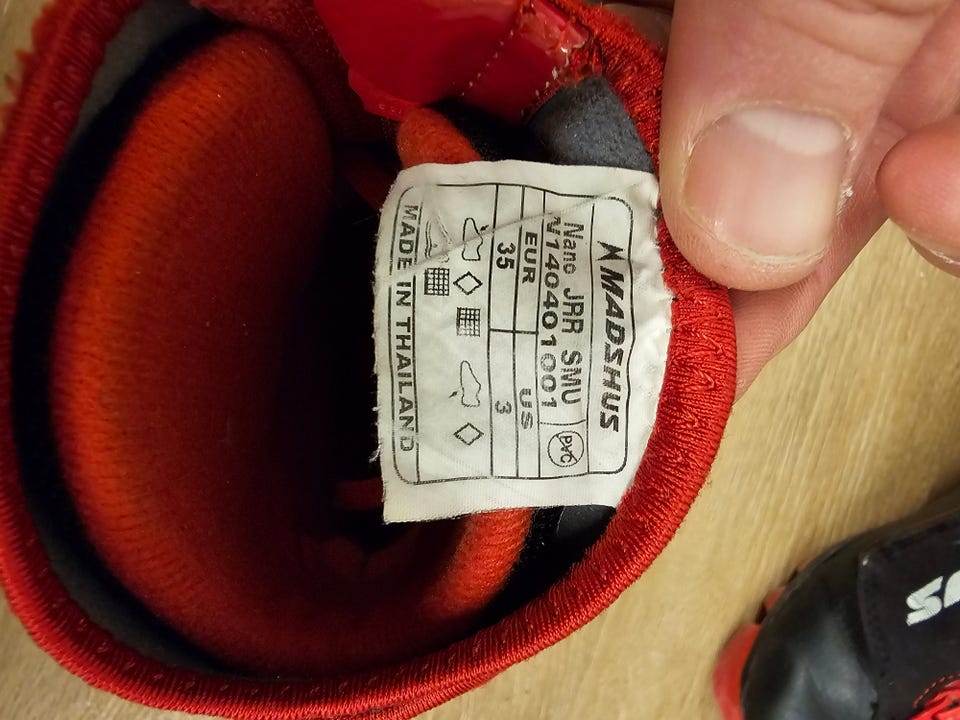 MADSHUS
Nano JRR SMU
N140401001
PVC
EUR US
35 3
MADE IN THAILAND